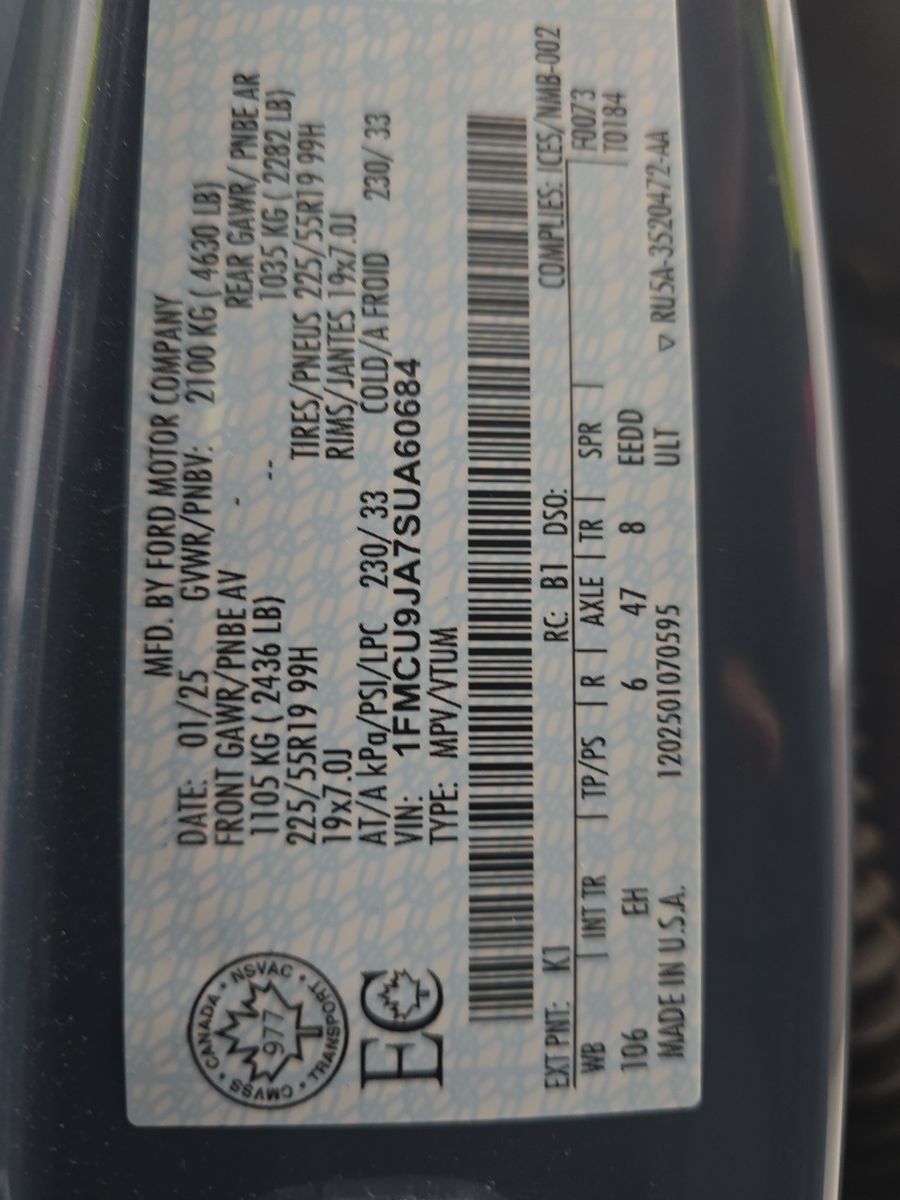 MFD. BY FORD MOTOR COMPANY
DATE: 01/25 GVWR/PNBV: 2100 KG ( 4630 LB)
FRONT GAWR/PNBE AV - REAR GAWR/ PNBE AR
1105 KG ( 2436 LB) -- 1035 KG ( 2282 LB)
225/55R19 99H TIRES/PNEUS 225/55R19 99H
19x7.0J RIMS/JANTES 19x7.0J
AT/A kPa/PSI/LPC 230/ 33 COLD/A FROID 230/ 33
VIN: 1FMCU9JA7SUA60684
TYPE: MPV/VTUM
CANADA • NSVAC • TRANSPORT • CMVSS •
977
T
EC
EXT PNT: K1 RC: B1 DSO: COMPLIES: ICES/NMB-002
WB | INT TR | TP/PS | R | AXLE | TR | SPR | F0073
106 EH 6 47 8 EEDD T0184
MADE IN U.S.A. 120250107059​5 ULT ▽ RU5A-3520472-AA